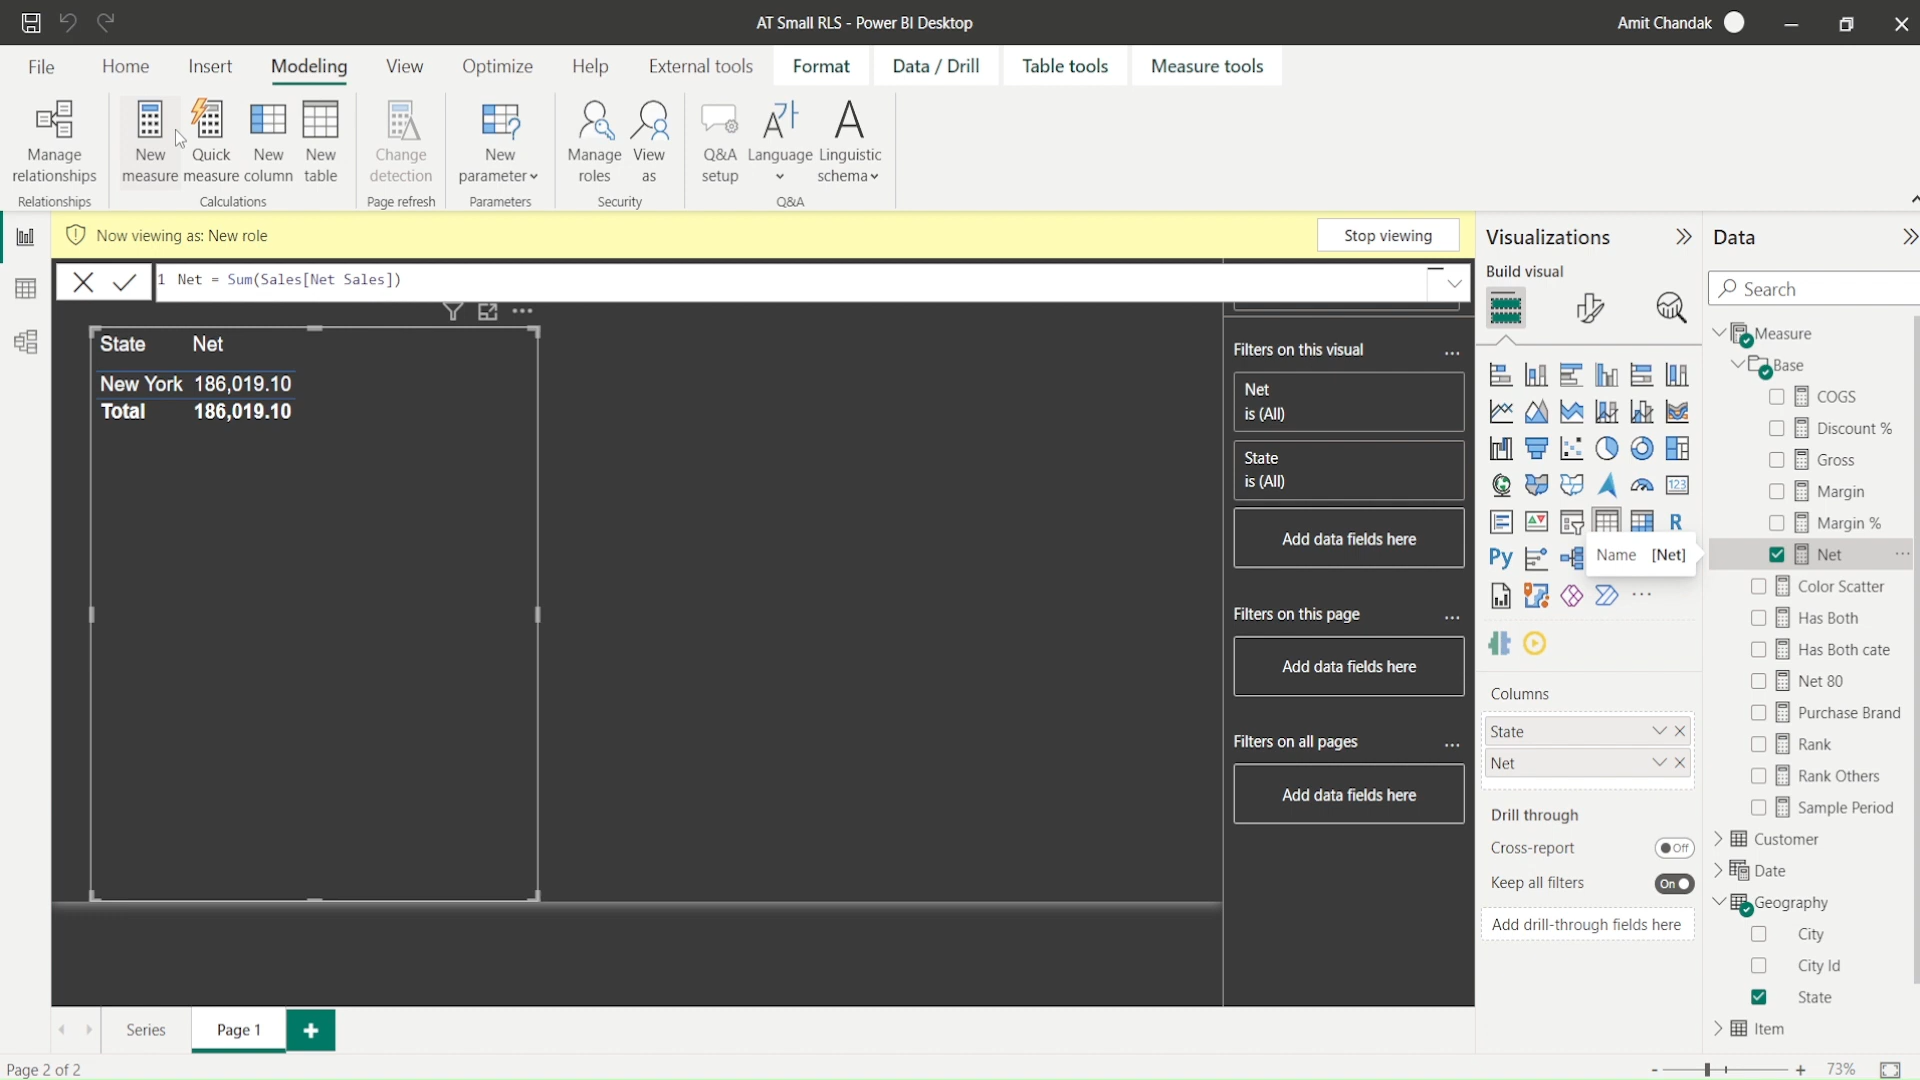 AT Small RLS - Power BI Desktop
Amit Chandak
File Home Insert Modeling View Optimize Help External tools Format Data / Drill Table tools Measure tools
Manage relationships
New measure
Quick measure
New column
New table
Change detection
New parameter
Manage roles
View as
Q&A setup
Language
Linguistic schema
Relationships
Calculations
Page refresh
Parameters
Security
Q&A
Now viewing as: New role
Stop viewing
1 Net = Sum(Sales[Net Sales])
State Net
New York 186,019.10
Total 186,019.10
Filters on this visual ...
Net
is (All)
State
is (All)
Add data fields here
Filters on this page ...
Add data fields here
Filters on all pages ...
Add data fields here
Visualizations
Build visual
123
R
Py
Name [Net]
...
Columns
State
Net
Drill through
Cross-report Off
Keep all filters On
Add drill-through fields here
Data
Search
Measure
Base
COGS
Discount %
Gross
Margin
Margin %
Net ...
Color Scatter
Has Both
Has Both cate
Net 80
Purchase Brand
Rank
Rank Others
Sample Period
Customer
Date
Geography
City
City Id
State
Item
Series
Page 1
+
Page 2 of 2
- + 73%